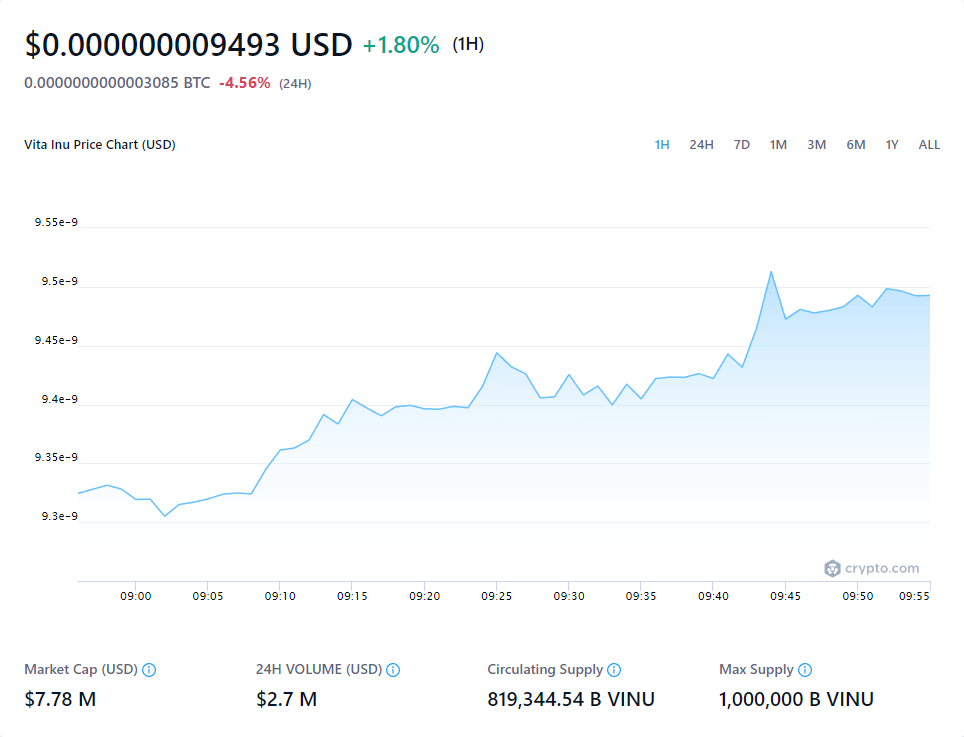 $0.000000009493 USD +1.80% (1H)
0.0000000000003085 BTC -4.56% (24H)
Vita Inu Price Chart (USD) 1H 24H 7D 1M 3M 6M 1Y ALL
9.55e-9
9.5e-9
9.45e-9
9.4e-9
9.35e-9
9.3e-9
crypto.com
09:00 09:05 09:10 09:15 09:20 09:25 09:30 09:35 09:40 09:45 09:50 09:55
Market Cap (USD) 24H VOLUME (USD) Circulating Supply Max Supply
$7.78 M $2.7 M 819,344.54 B VINU 1,000,000 B VINU